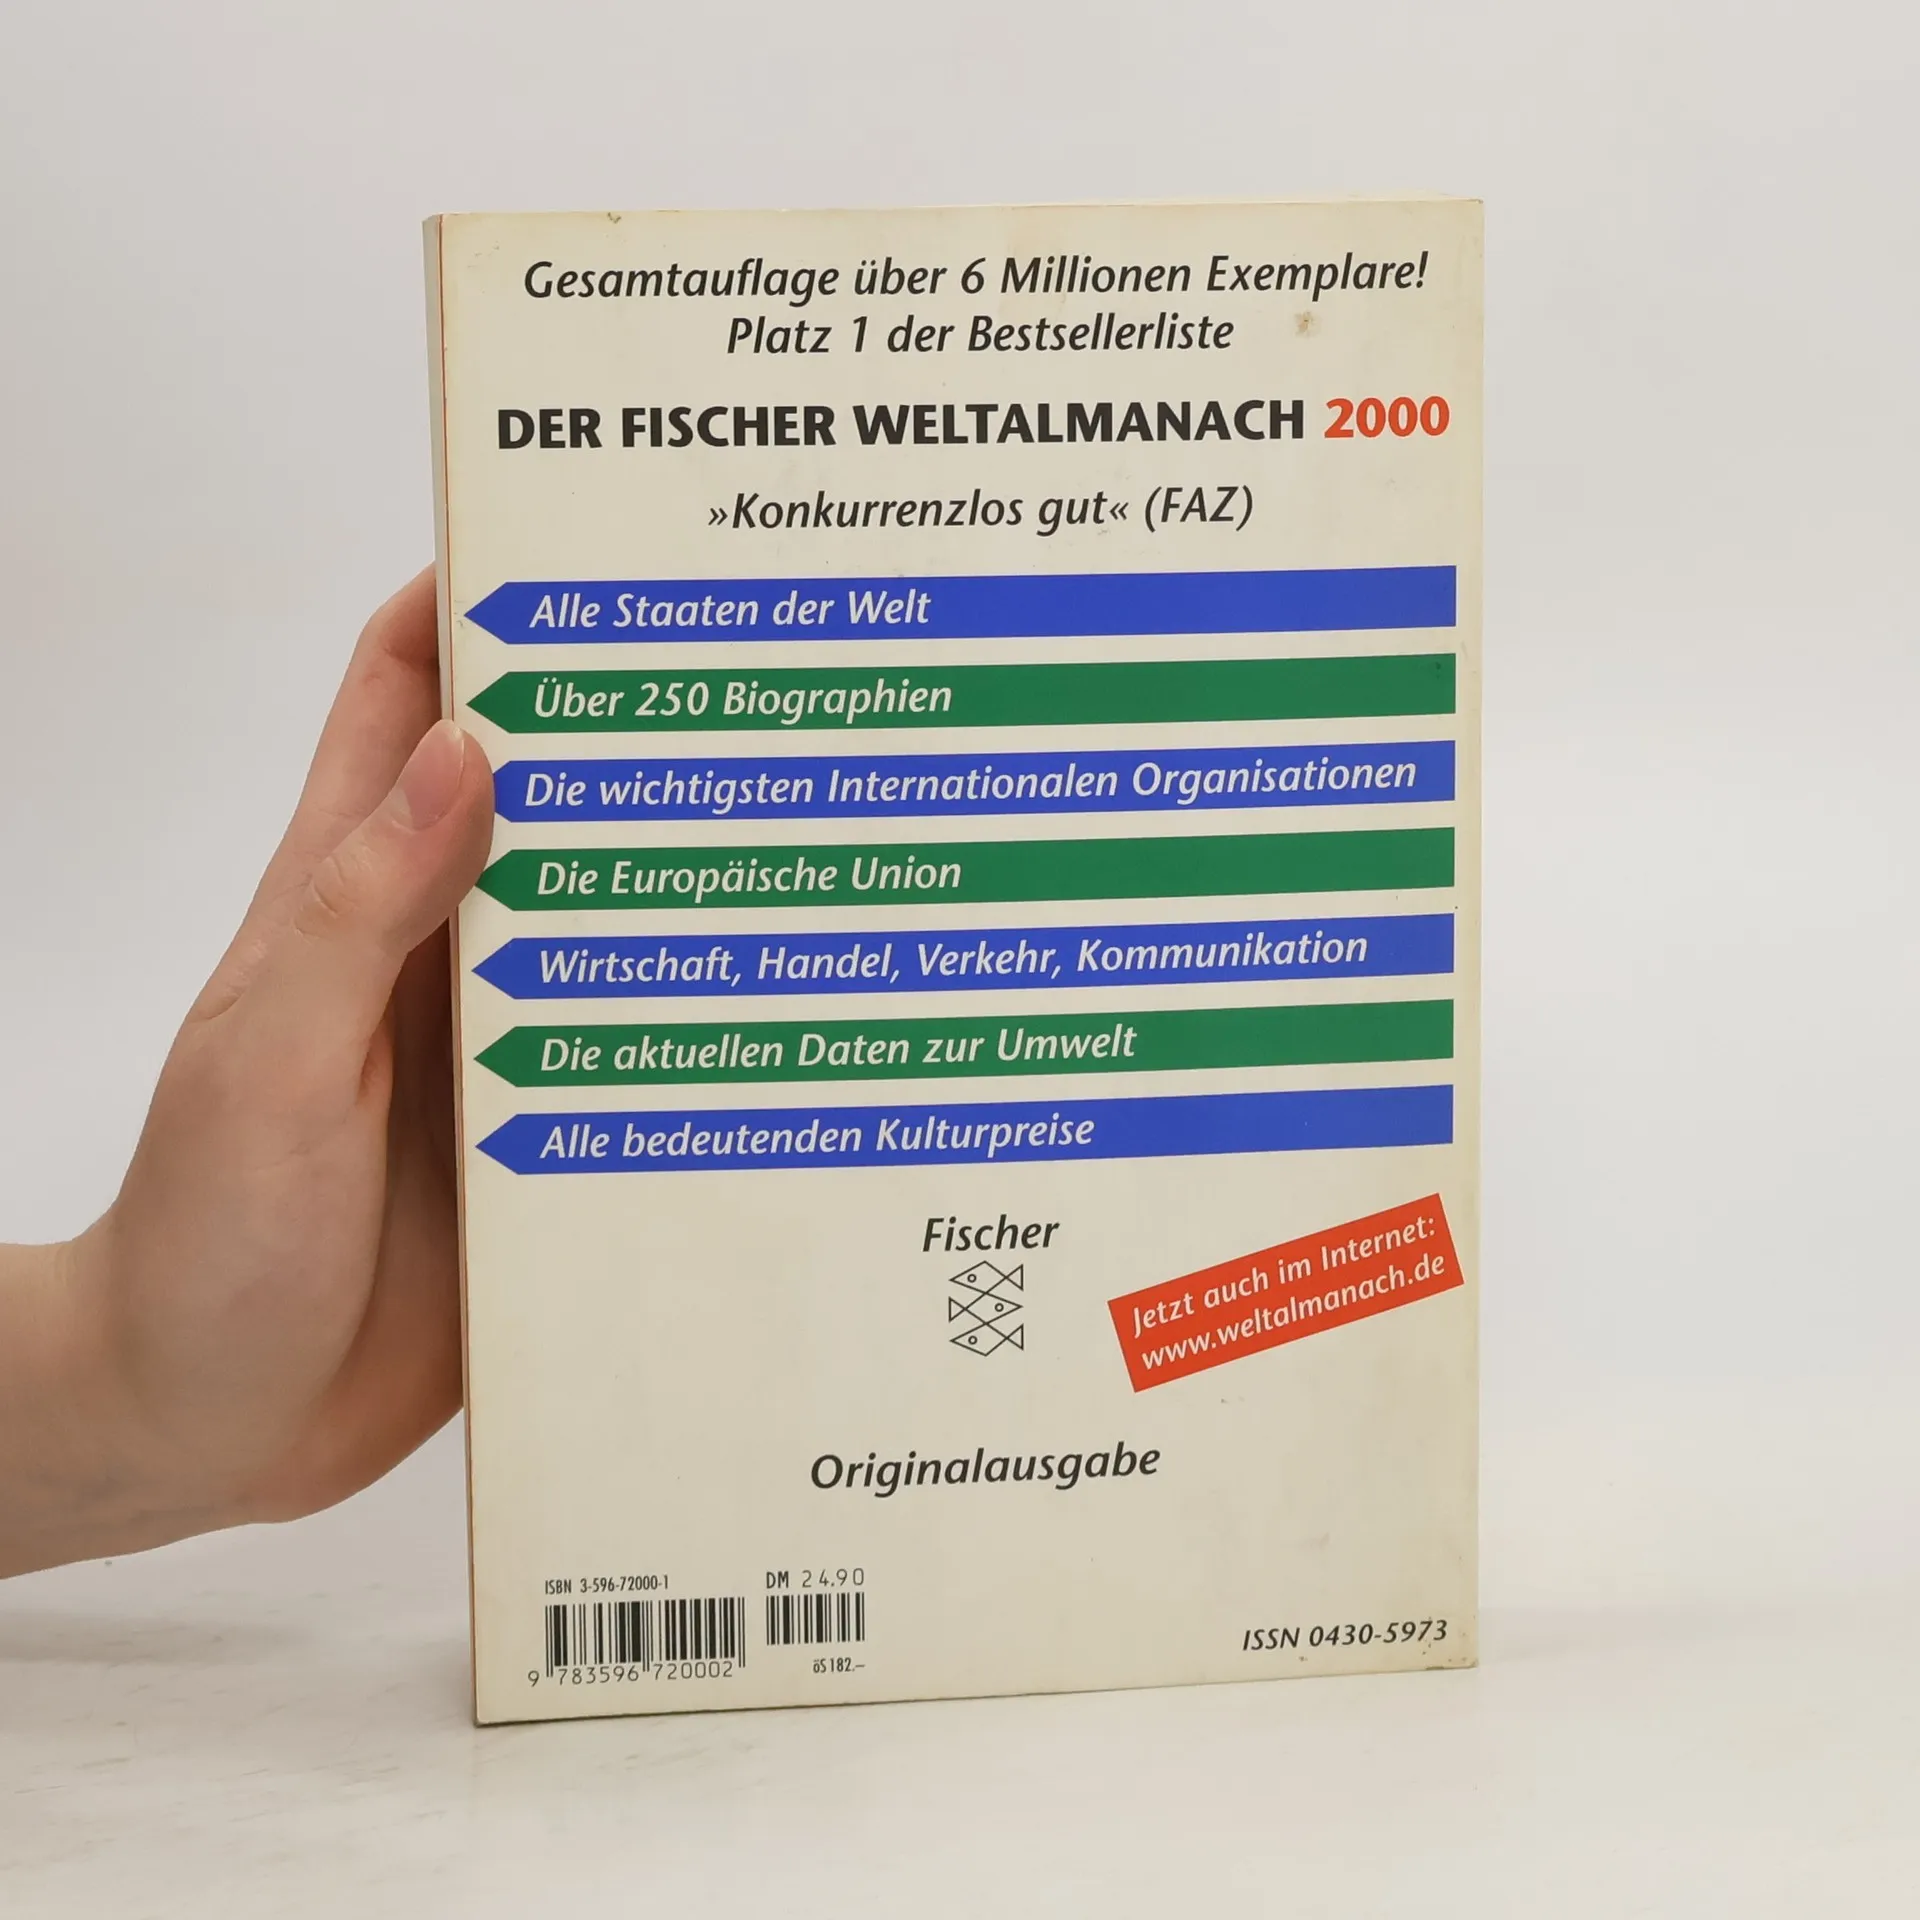 Gesamtauflage über 6 Millionen Exemplare!
Platz 1 der Bestsellerliste
DER FISCHER WELTALMANACH 2000
»Konkurrenzlos gut« (FAZ)
Alle Staaten der Welt
Über 250 Biographien
Die wichtigsten Internationalen Organisationen
Die Europäische Union
Wirtschaft, Handel, Verkehr, Kommunikation
Die aktuellen Daten zur Umwelt
Alle bedeutenden Kulturpreise
Fischer
Jetzt auch im Internet:
www.weltalmanach.de
Originalausgabe
ISBN 3-596-72000-1
DM 24.90
9 783596 720002
öS 182.–
ISSN 0430-5973